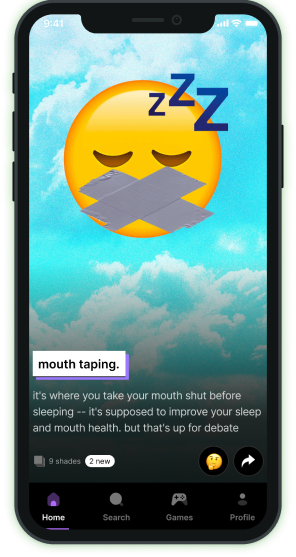 9:41
z Z Z
mouth taping.
it's where you take your mouth shut before
sleeping -- it's supposed to improve your sleep
and mouth health. but that's up for debate
9 shades 2 new
Home Search Games Profile